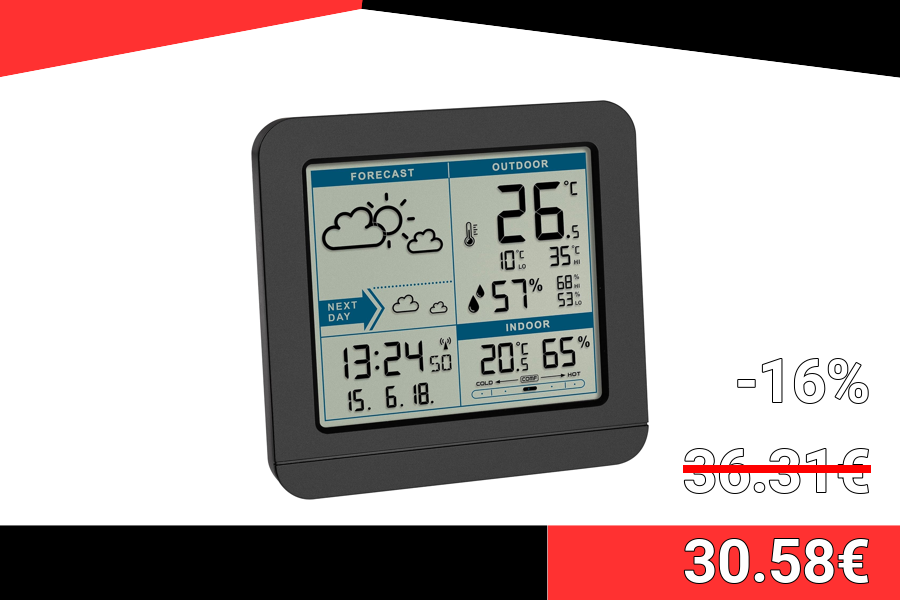 FORECAST
OUTDOOR
26.5°C
10°C LO 35°C HI
57% 68% HI
53% LO
NEXT
DAY
INDOOR
13:24 50
20.5°C 65%
COLD COMF HOT
15. 6. 18.
-16%
36.31€
30.58€